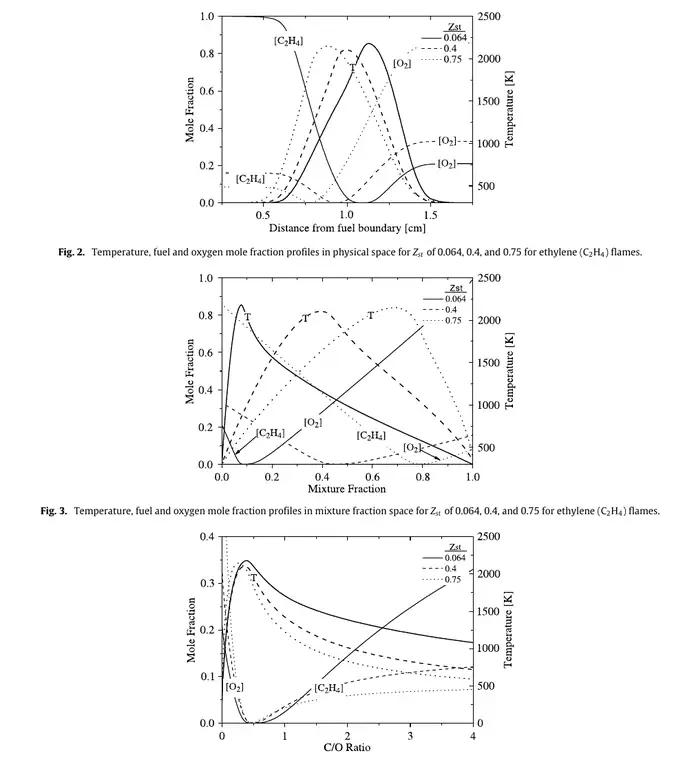 1.0
0.8
0.6
0.4
0.2
0.0
Mole Fraction
[C₂H₄]
T
[O₂]
Zst
0.064
0.4
0.75
[C₂H₄]
[O₂]
[O₂]
2500
2000
1500
1000
500
Temperature [K]
0.5 1.0 1.5
Distance from fuel boundary [cm]
Fig. 2. Temperature, fuel and oxygen mole fraction profiles in physical space for Zst of 0.064, 0.4, and 0.75 for ethylene (C₂H₄) flames.
1.0
0.8
0.6
0.4
0.2
0.0
Mole Fraction
T
T
T
Zst
0.064
0.4
0.75
[C₂H₄]
[O₂]
[C₂H₄]
[O₂]
2500
2000
1500
1000
500
Temperature [K]
0.0 0.2 0.4 0.6 0.8 1.0
Mixture Fraction
Fig. 3. Temperature, fuel and oxygen mole fraction profiles in mixture fraction space for Zst of 0.064, 0.4, and 0.75 for ethylene (C₂H₄) flames.
0.4
0.3
0.2
0.1
0.0
Mole Fraction
T
Zst
0.064
0.4
0.75
[O₂]
[C₂H₄]
2500
2000
1500
1000
500
0
Temperature [K]
0 1 2 3 4
C/O Ratio